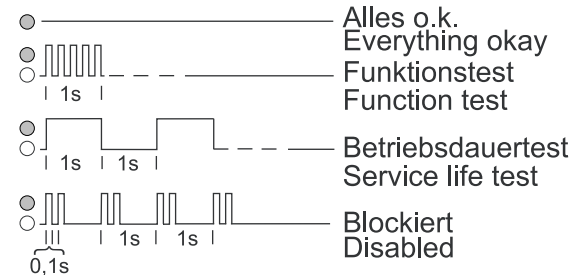 Alles o.k.
Everything okay
Funktionstest
1s
Function test
Betriebsdauertest
1s 1s
Service life test
Blockiert
1s 1s
Disabled
0,1s